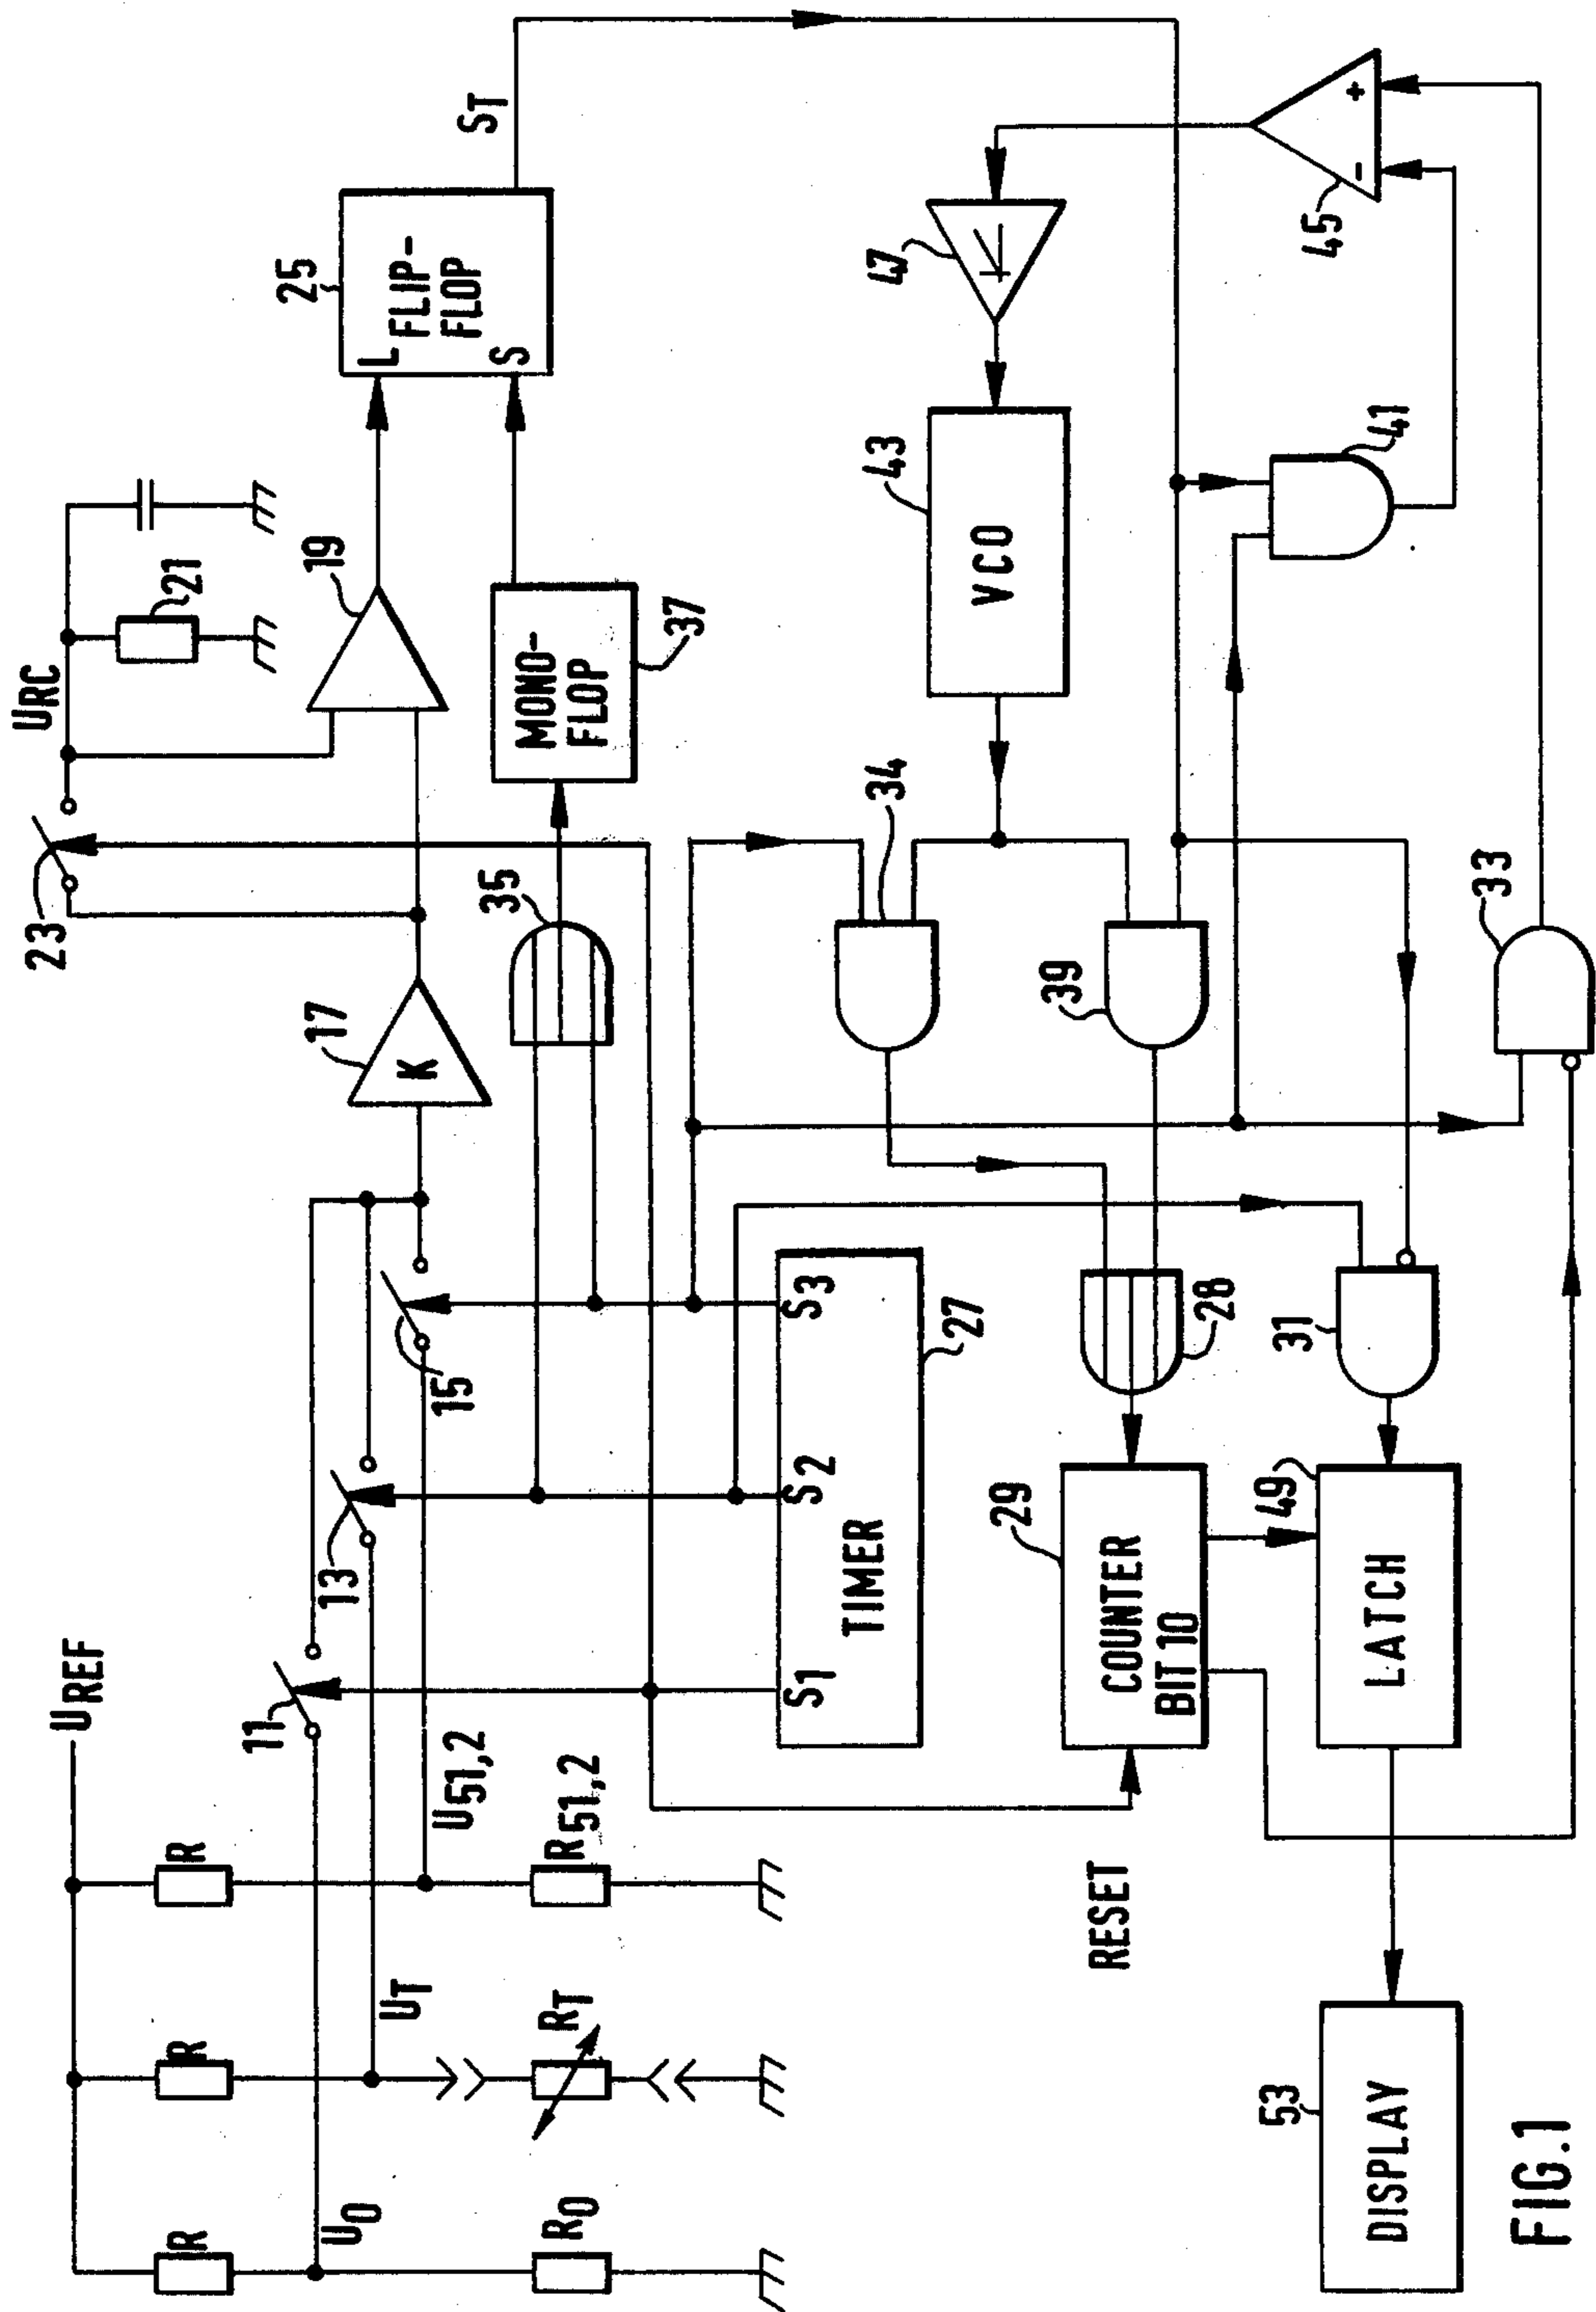 UREF
R
R
R
U0
UT
U51,2
R0
RT
R51,2
11
13
15
17
K
23
URC
19
21
25
L
FLIP-
FLOP
S
ST
35
MONO-
FLOP
37
S1
S2
S3
TIMER
27
34
VCO
43
47
45
-
+
39
41
33
28
31
RESET
29
COUNTER
BIT 10
49
LATCH
53
DISPLAY
FIG.1